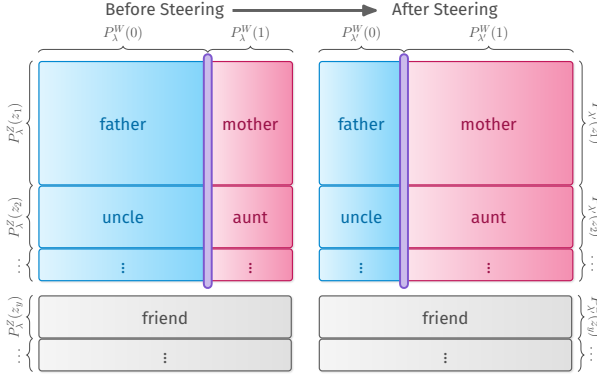 Before Steering After Steering
P_λ^W(0) P_λ^W(1) P_λ'^W(0) P_λ'^W(1)
P_λ^Z(z_1) father mother father mother
P_λ^Z(z_2) uncle aunt uncle aunt
... ⋮ ⋮ ⋮ ⋮
P_λ^Z(z_y) friend friend
... ⋮ ⋮ ...